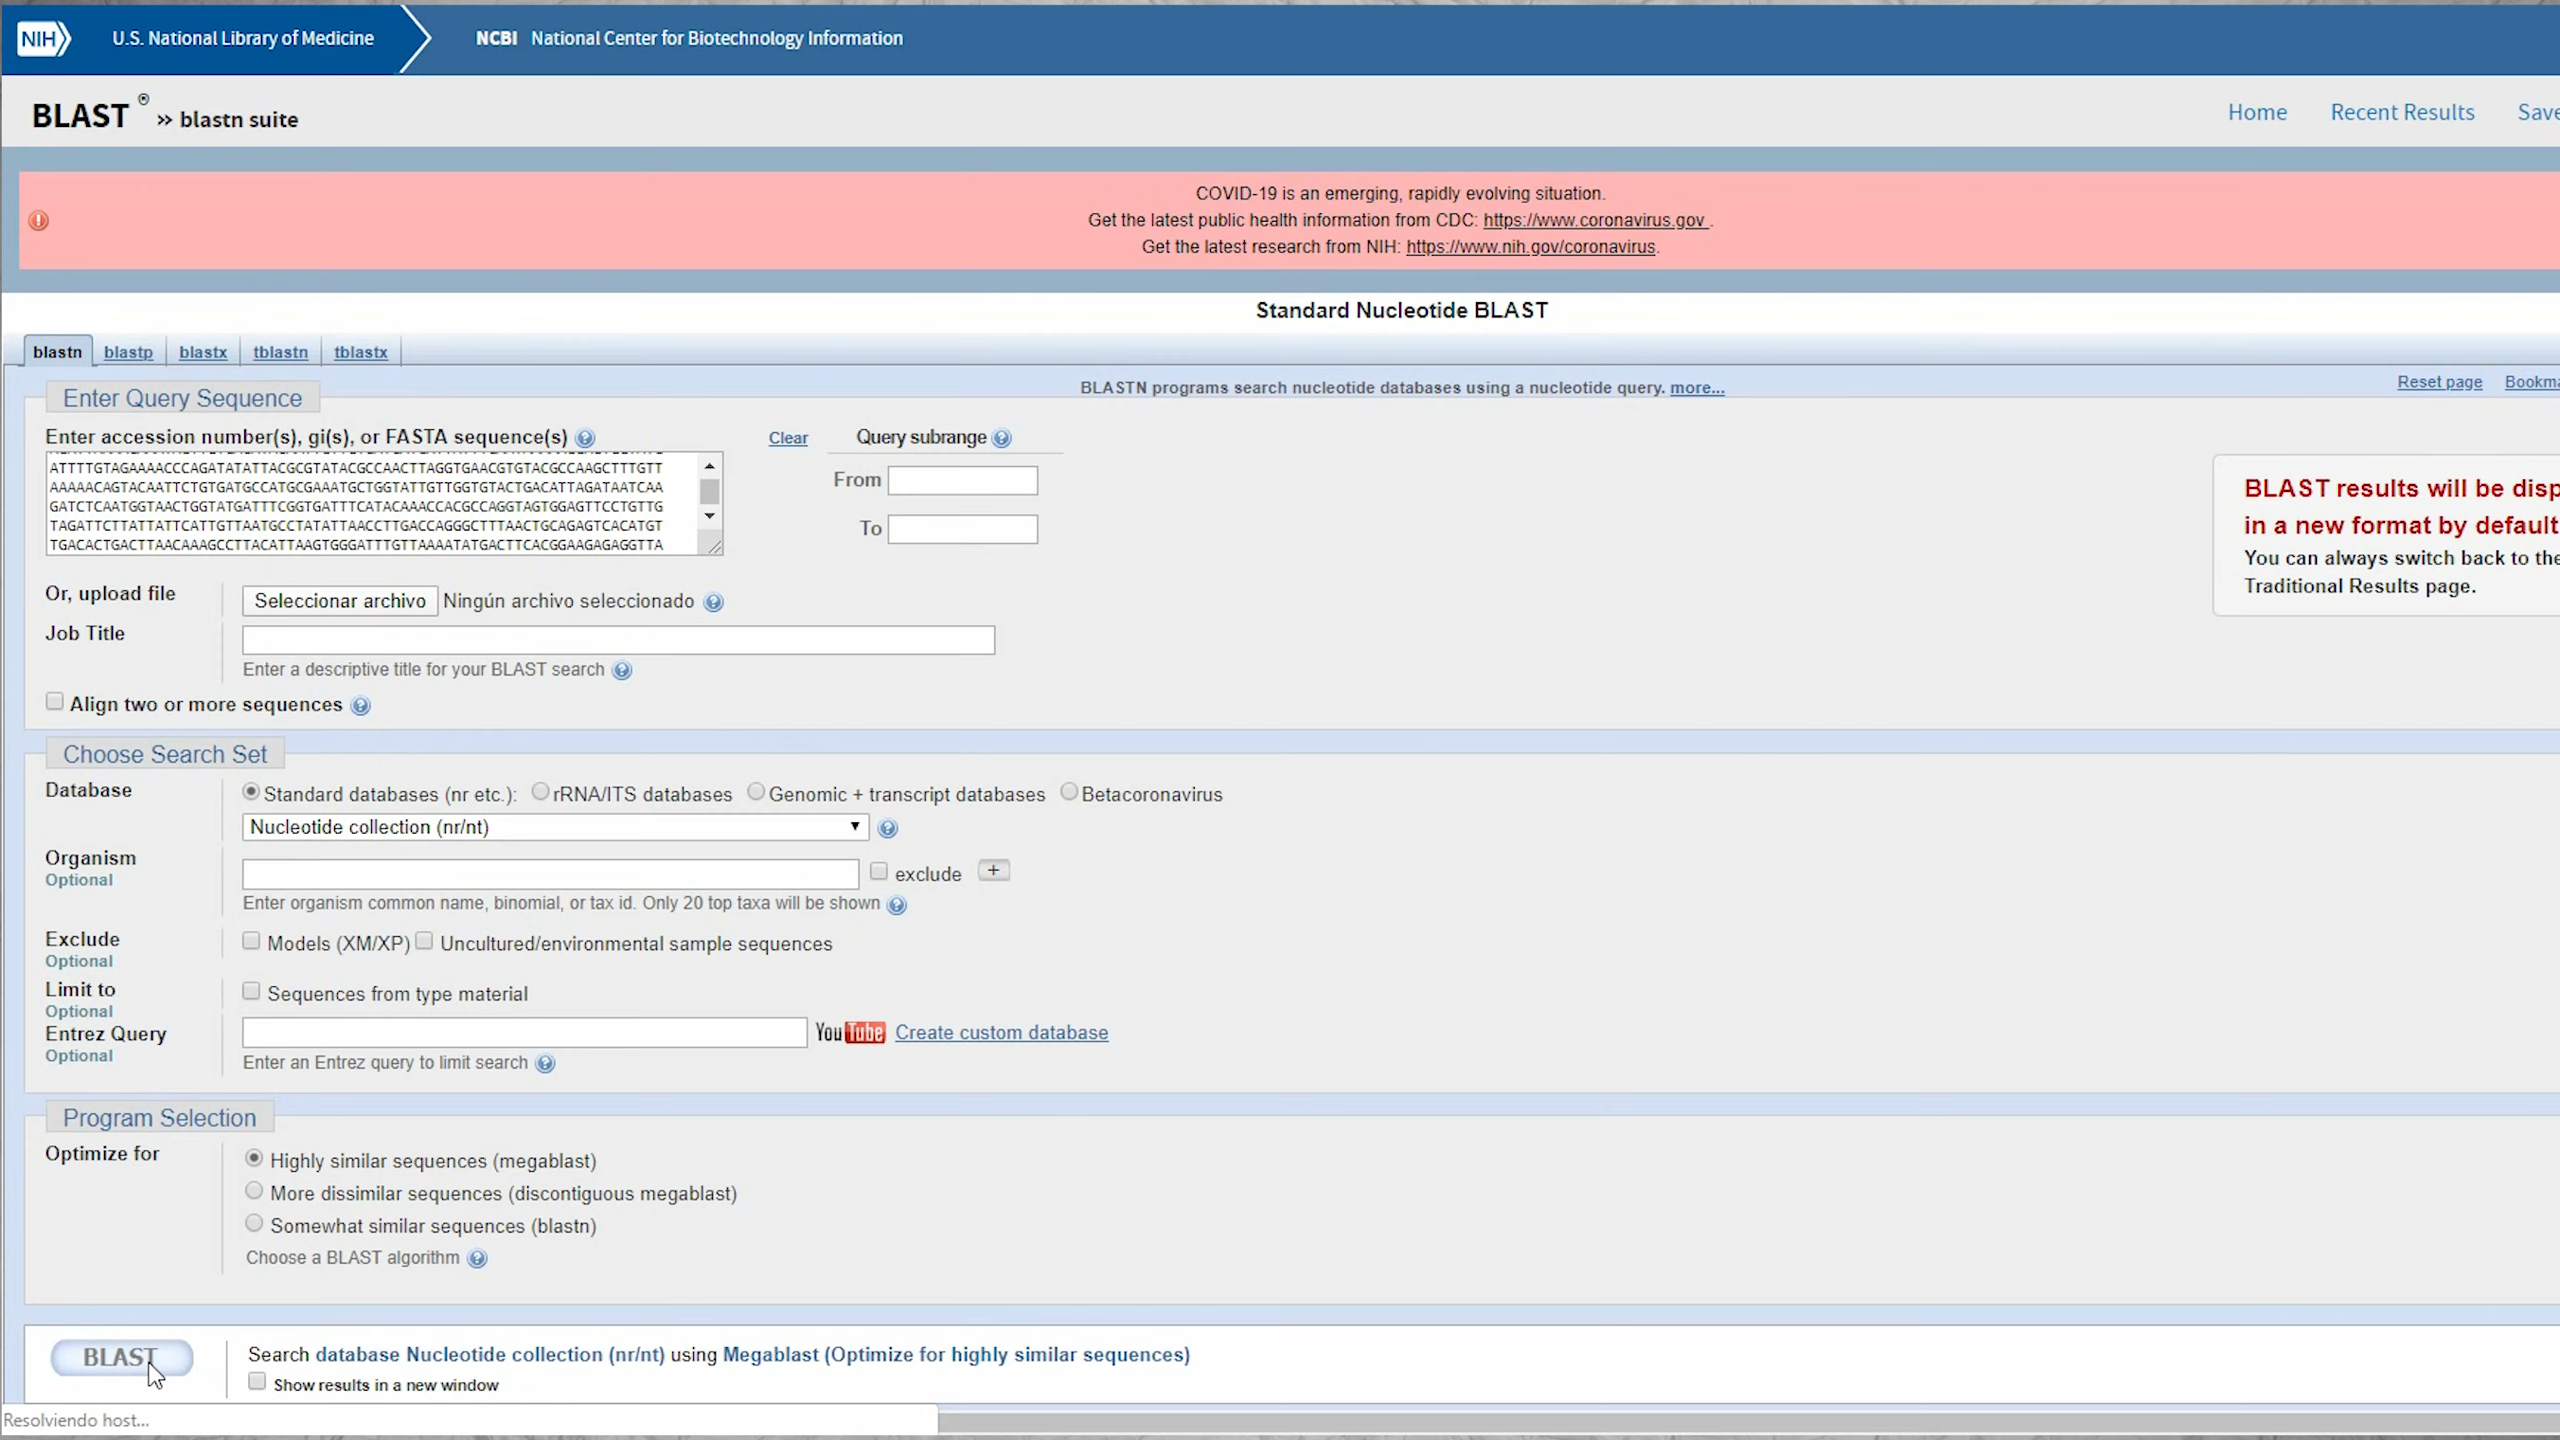 NIH U.S. National Library of Medicine NCBI National Center for Biotechnology Information
BLAST ® » blastn suite
Home Recent Results Save
COVID-19 is an emerging, rapidly evolving situation.
Get the latest public health information from CDC: https://www.coronavirus.gov .
Get the latest research from NIH: https://www.nih.gov/coronavirus.
Standard Nucleotide BLAST
blastn blastp blastx tblastn tblastx
BLASTN programs search nucleotide databases using a nucleotide query. more...
Reset page Bookma
Enter Query Sequence
Enter accession number(s), gi(s), or FASTA sequence(s)
Clear
Query subrange
ATTTTGTAGAAAACCCAGATATATTACGCGTATACGCCAACTTAGGTGAACGTGTACGCCAAGCTTTGTT
AAAAACAGTACAATTCTGTGATGCCATGCGAAATGCTGGTATTGTTGGTGTACTGACATTAGATAATCAA
GATCTCAATGGTAACTGGTATGATTTCGGTGATTTCATACAAACCACGCCAGGTAGTGGAGTTCCTGTTG
TAGATTCTTATTATTCATTGTTAATGCCTATATTAACCTTGACCAGGGCTTTAACTGCAGAGTCACATGT
TGACACTGACTTAACAAAGCCTTACATTAAGTGGGATTTGTTAAAATATGACTTCACGGAAGAGAGGTTA
From
To
BLAST results will be disp
in a new format by default
You can always switch back to the
Traditional Results page.
Or, upload file
Seleccionar archivo Ningún archivo seleccionado
Job Title
Enter a descriptive title for your BLAST search
Align two or more sequences
Choose Search Set
Database
Standard databases (nr etc.): rRNA/ITS databases Genomic + transcript databases Betacoronavirus
Nucleotide collection (nr/nt)
Organism
Optional
exclude +
Enter organism common name, binomial, or tax id. Only 20 top taxa will be shown
Exclude
Optional
Models (XM/XP) Uncultured/environmental sample sequences
Limit to
Optional
Sequences from type material
Entrez Query
Optional
YouTube Create custom database
Enter an Entrez query to limit search
Program Selection
Optimize for
Highly similar sequences (megablast)
More dissimilar sequences (discontiguous megablast)
Somewhat similar sequences (blastn)
Choose a BLAST algorithm
BLAST
Search database Nucleotide collection (nr/nt) using Megablast (Optimize for highly similar sequences)
Show results in a new window
Resolviendo host...